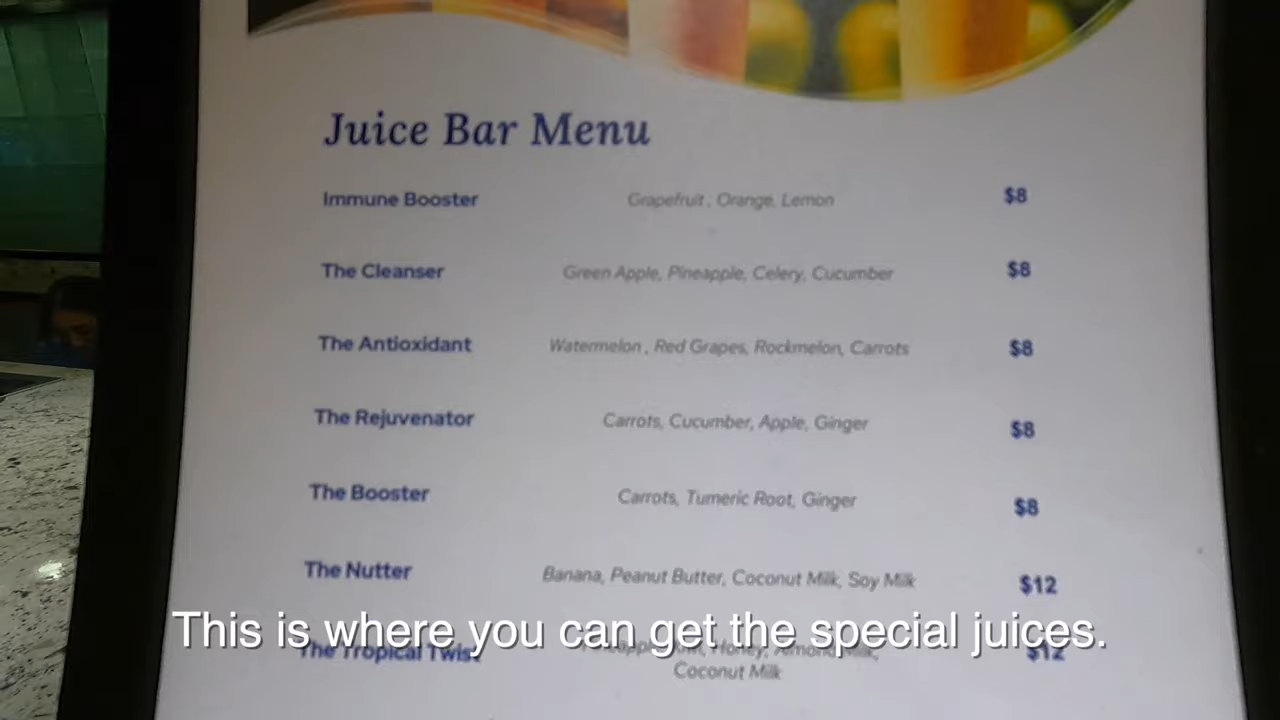 Juice Bar Menu
Immune Booster Grapefruit, Orange, Lemon $8
The Cleanser Green Apple, Pineapple, Celery, Cucumber $8
The Antioxidant Watermelon, Red Grapes, Rockmelon, Carrots $8
The Rejuvenator Carrots, Cucumber, Apple, Ginger $8
The Booster Carrots, Tumeric Root, Ginger $8
The Nutter Banana, Peanut Butter, Coconut Milk, Soy Milk $12
This is where you can get the special juices.
The Tropical Twist Honey, Almond Milk, $12
Coconut Milk